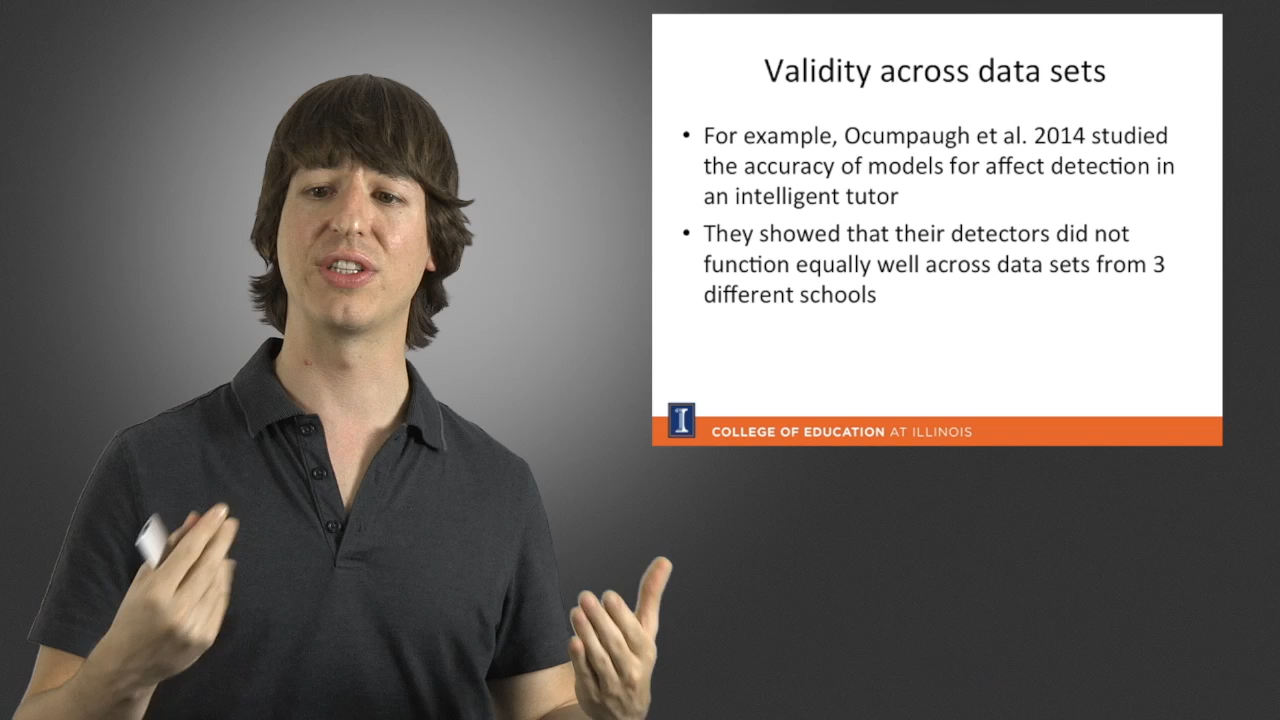 Validity across data sets
• For example, Ocumpaugh et al. 2014 studied
the accuracy of models for affect detection in
an intelligent tutor
• They showed that their detectors did not
function equally well across data sets from 3
different schools
I
COLLEGE OF EDUCATION AT ILLINOIS